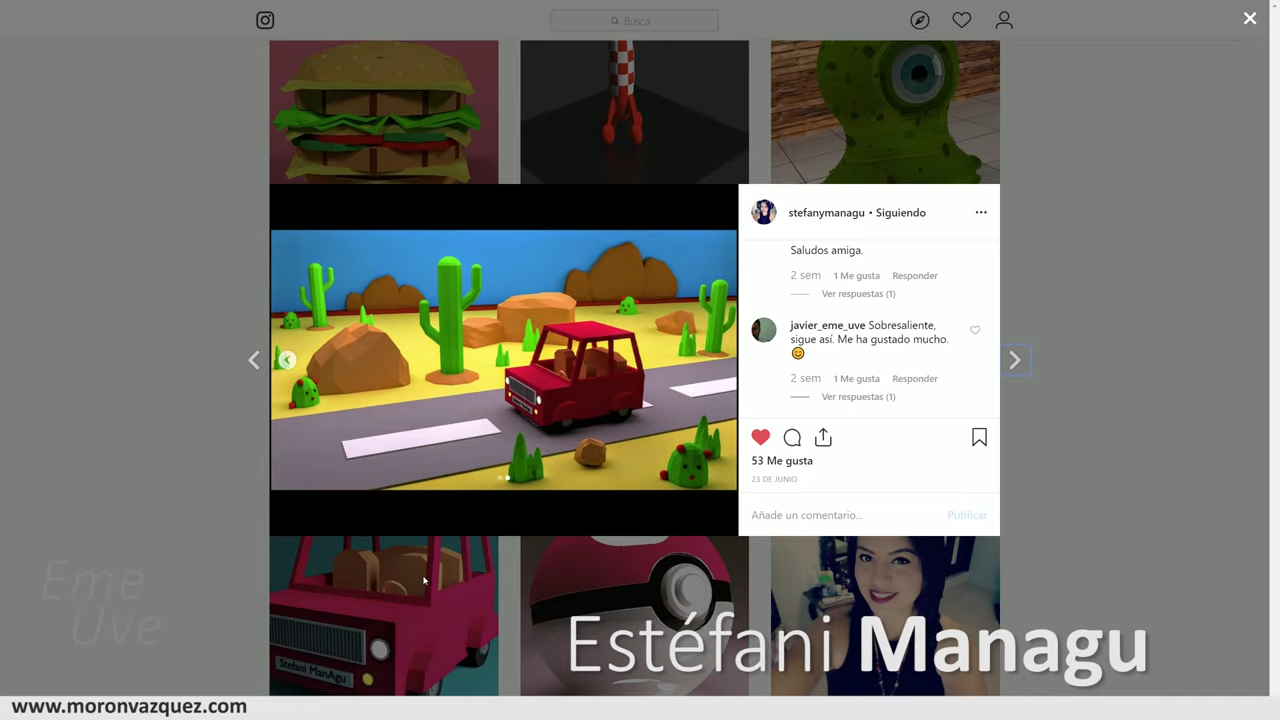 Busca
stefanymanagu • Siguiendo
Saludos amiga.
2 sem 1 Me gusta Responder
Ver respuestas (1)
javier_eme_uve Sobresaliente,
sigue así. Me ha gustado mucho.
2 sem 1 Me gusta Responder
Ver respuestas (1)
53 Me gusta
23 DE JUNIO
Añade un comentario... Publicar
Eme
Uve
Stefani ManAgu
Estéfani Managu
www.moronvazquez.com